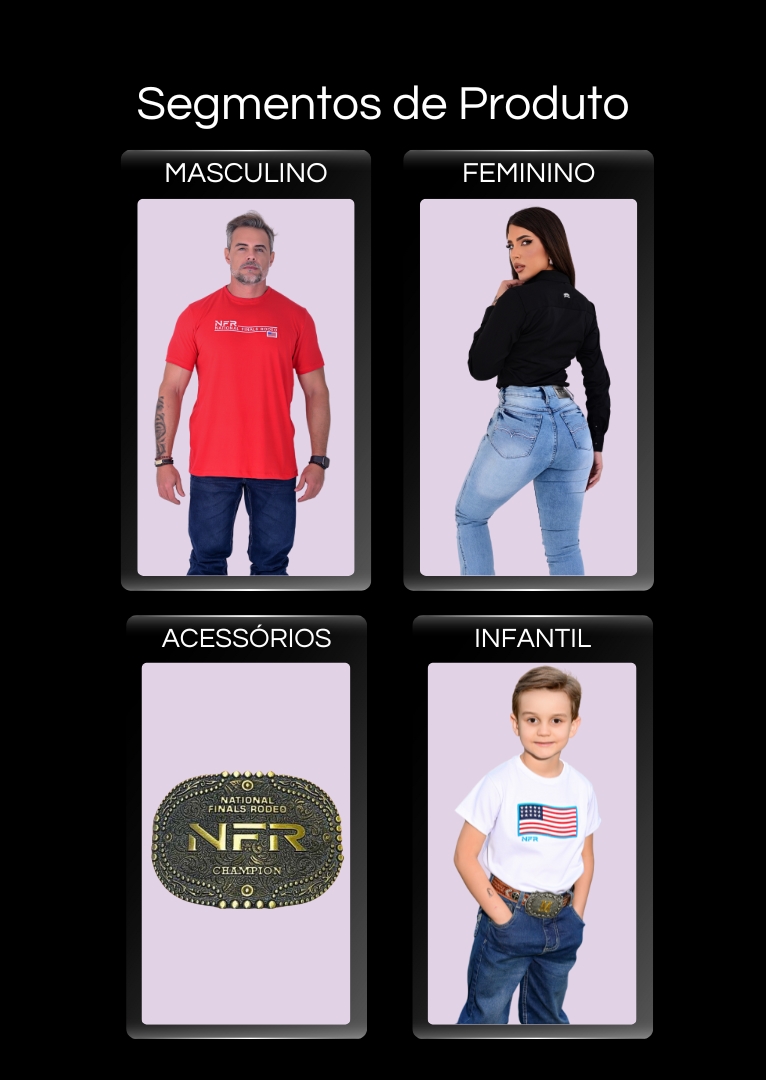 Segmentos de Produto
MASCULINO
FEMININO
NFR
NATIONAL FINALS RODEO
ACESSÓRIOS
INFANTIL
NATIONAL
FINALS RODEO
NFR
CHAMPION
NFR